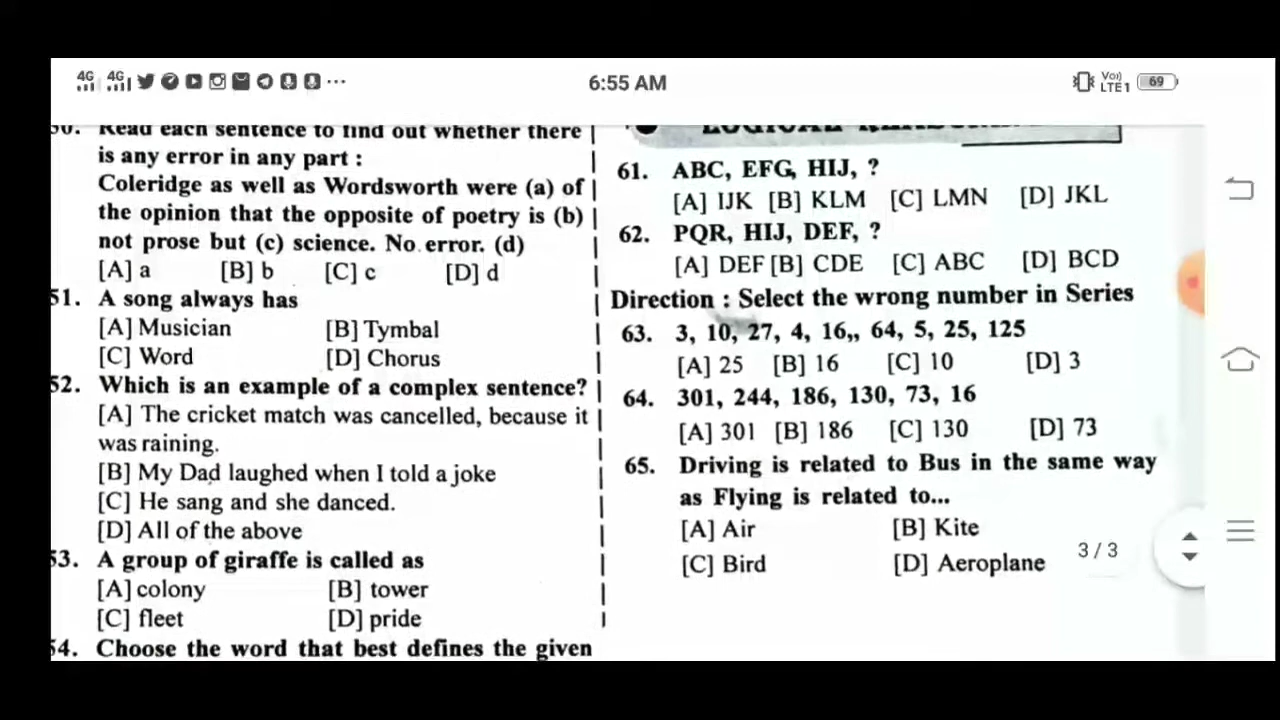 4G 4G ... 6:55 AM Vo) LTE1 69
50. Read each sentence to find out whether there
is any error in any part :
Coleridge as well as Wordsworth were (a) of
the opinion that the opposite of poetry is (b)
not prose but (c) science. No error. (d)
[A] a [B] b [C] c [D] d
51. A song always has
[A] Musician [B] Tymbal
[C] Word [D] Chorus
52. Which is an example of a complex sentence?
[A] The cricket match was cancelled, because it
was raining.
[B] My Dad laughed when I told a joke
[C] He sang and she danced.
[D] All of the above
53. A group of giraffe is called as
[A] colony [B] tower
[C] fleet [D] pride
54. Choose the word that best defines the given
LOGICAL
61. ABC, EFG, HIJ, ?
[A] IJK [B] KLM [C] LMN [D] JKL
62. PQR, HIJ, DEF, ?
[A] DEF [B] CDE [C] ABC [D] BCD
Direction : Select the wrong number in Series
63. 3, 10, 27, 4, 16,, 64, 5, 25, 125
[A] 25 [B] 16 [C] 10 [D] 3
64. 301, 244, 186, 130, 73, 16
[A] 301 [B] 186 [C] 130 [D] 73
65. Driving is related to Bus in the same way
as Flying is related to...
[A] Air [B] Kite
[C] Bird [D] Aeroplane
3 / 3